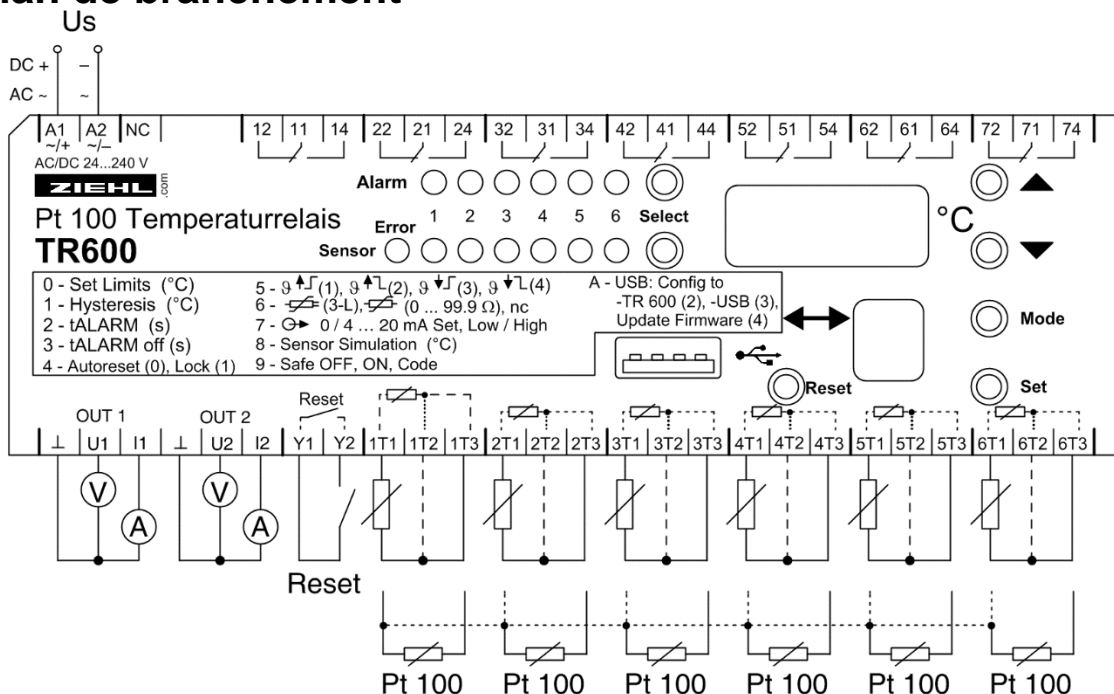 Plan de branchement
Us
DC + –
AC ~ ~
A1 A2 NC 12 11 14 22 21 24 32 31 34 42 41 44 52 51 54 62 61 64 72 71 74
~/+ ~/–
AC/DC 24...240 V
ZIEHL .com
Alarm
Pt 100 Temperaturrelais
1 2 3 4 5 6 Select
°C
Error
TR600
Sensor
0 - Set Limits (°C)
1 - Hysteresis (°C)
2 - tALARM (s)
3 - tALARM off (s)
4 - Autoreset (0), Lock (1)
5 - ϑ (1), ϑ (2), ϑ (3), ϑ (4)
6 - (3-L), (0 ... 99.9 Ω), nc
7 - 0 / 4 ... 20 mA Set, Low / High
8 - Sensor Simulation (°C)
9 - Safe OFF, ON, Code
A - USB: Config to
-TR 600 (2), -USB (3),
Update Firmware (4)
Mode
Reset
Set
OUT 1 OUT 2 Reset
⊥ U1 I1 ⊥ U2 I2 Y1 Y2 1T1 1T2 1T3 2T1 2T2 2T3 3T1 3T2 3T3 4T1 4T2 4T3 5T1 5T2 5T3 6T1 6T2 6T3
V V
A A
Reset
Pt 100 Pt 100 Pt 100 Pt 100 Pt 100 Pt 100